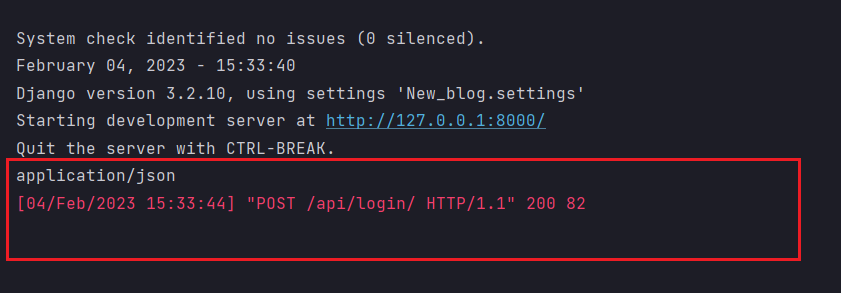 System check identified no issues (0 silenced).
February 04, 2023 - 15:33:40
Django version 3.2.10, using settings 'New_blog.settings'
Starting development server at http://127.0.0.1:8000/
Quit the server with CTRL-BREAK.
application/json
[04/Feb/2023 15:33:44] "POST /api/login/ HTTP/1.1" 200 82